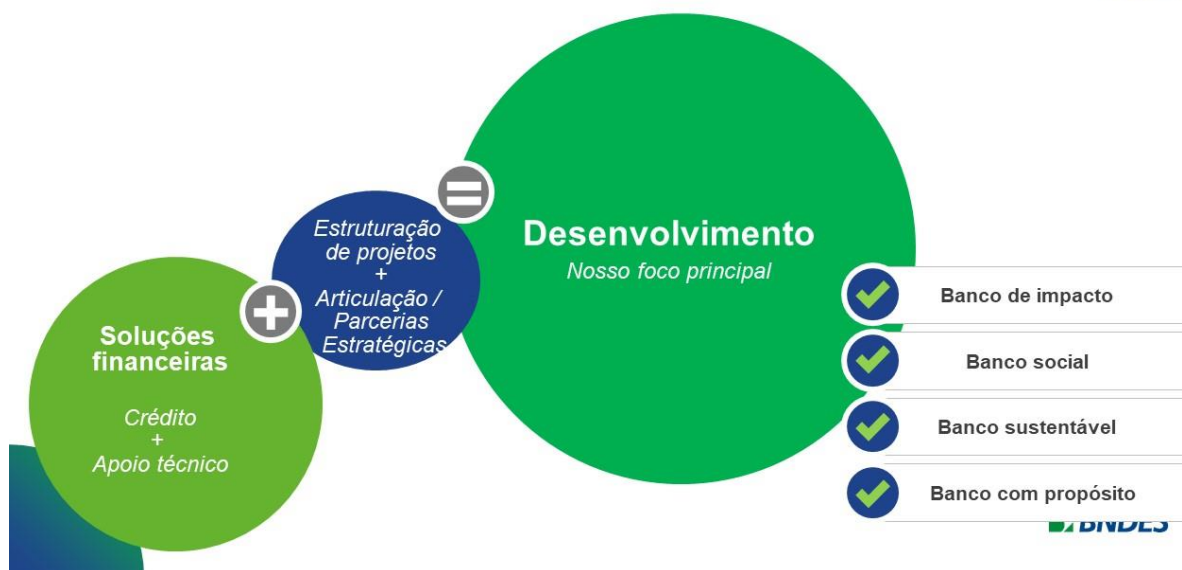 Soluções
financeiras
Crédito
+
Apoio técnico
+
Estruturação
de projetos
+
Articulação /
Parcerias
Estratégicas
=
Desenvolvimento
Nosso foco principal
Banco de impacto
Banco social
Banco sustentável
Banco com propósito
BNDES